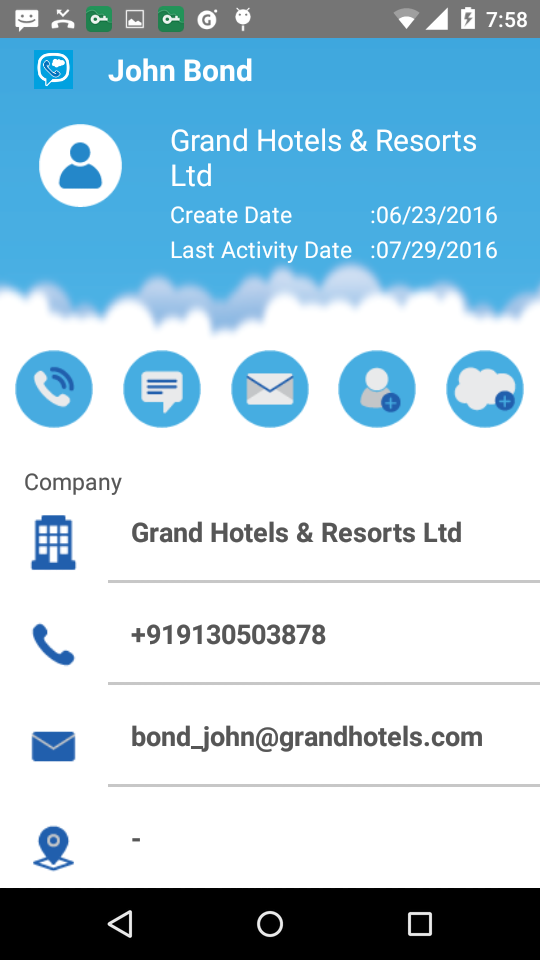 7:58
John Bond
Grand Hotels & Resorts
Ltd
Create Date :06/23/2016
Last Activity Date :07/29/2016
Company
Grand Hotels & Resorts Ltd
+919130503878
bond_john@grandhotels.com
-